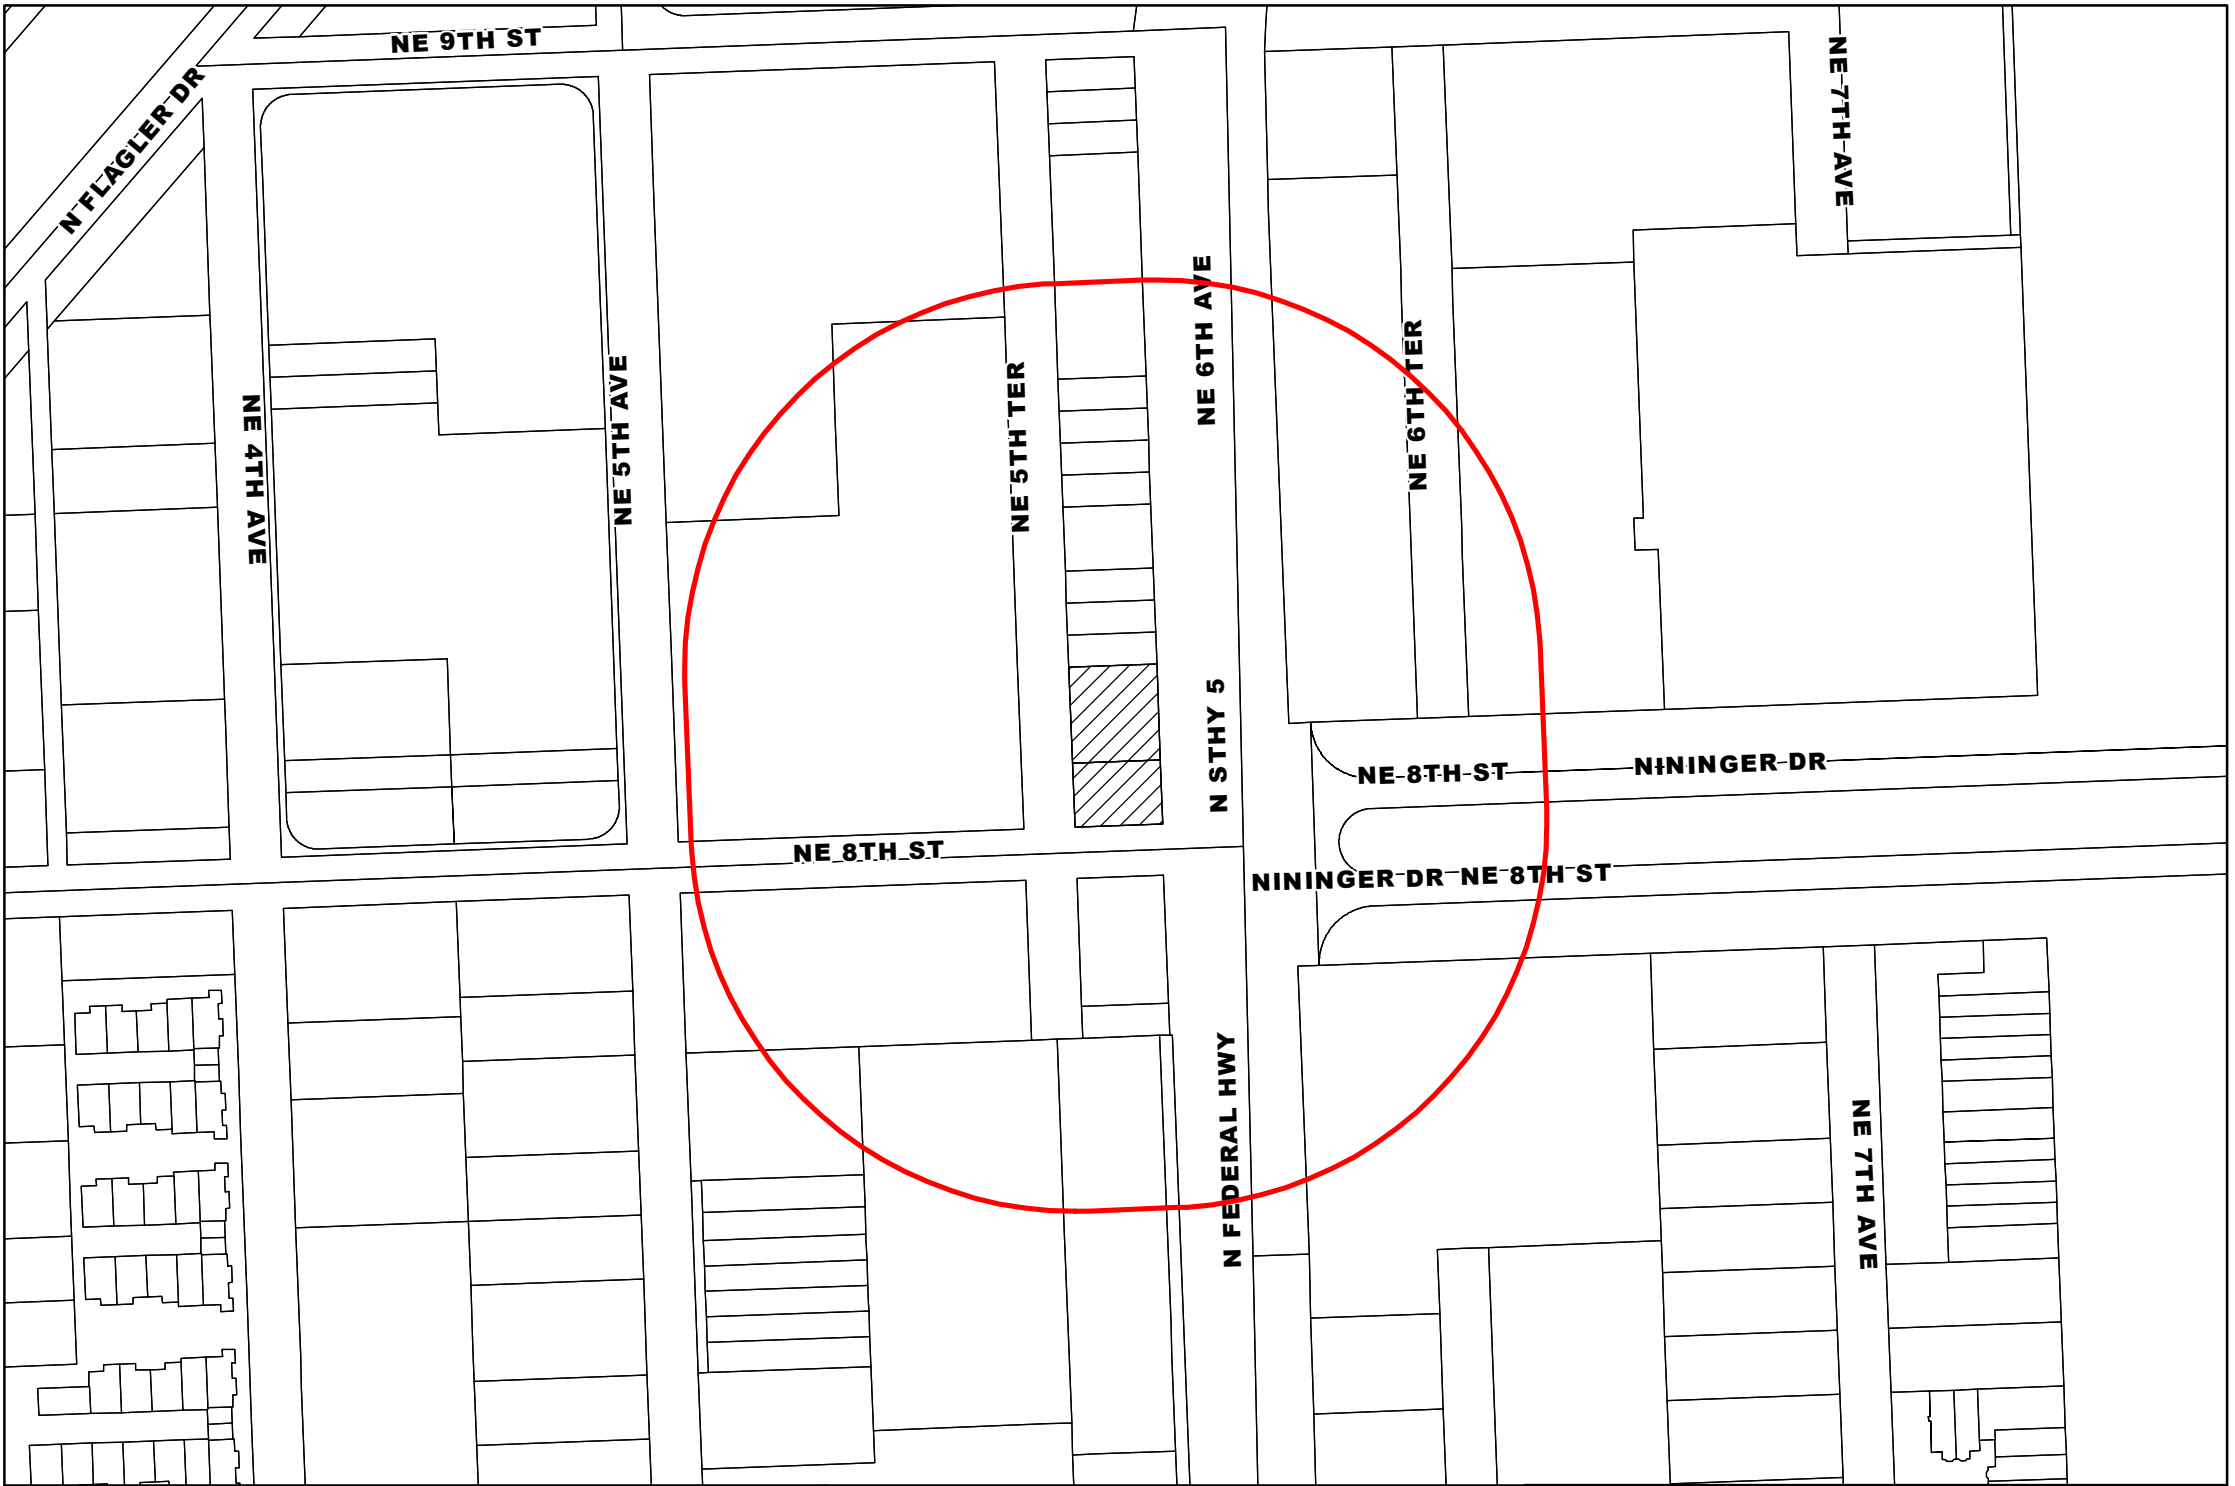 NE 9TH ST
N FLAGLER DR
NE 7TH AVE
NE 6TH AVE
NE 6TH TER
NE 5TH AVE
NE 5TH TER
NE 4TH AVE
N STHY 5
NE 8TH ST
NININGER DR
NE 8TH ST
NININGER DR NE 8TH ST
N FEDERAL HWY
NE 7TH AVE